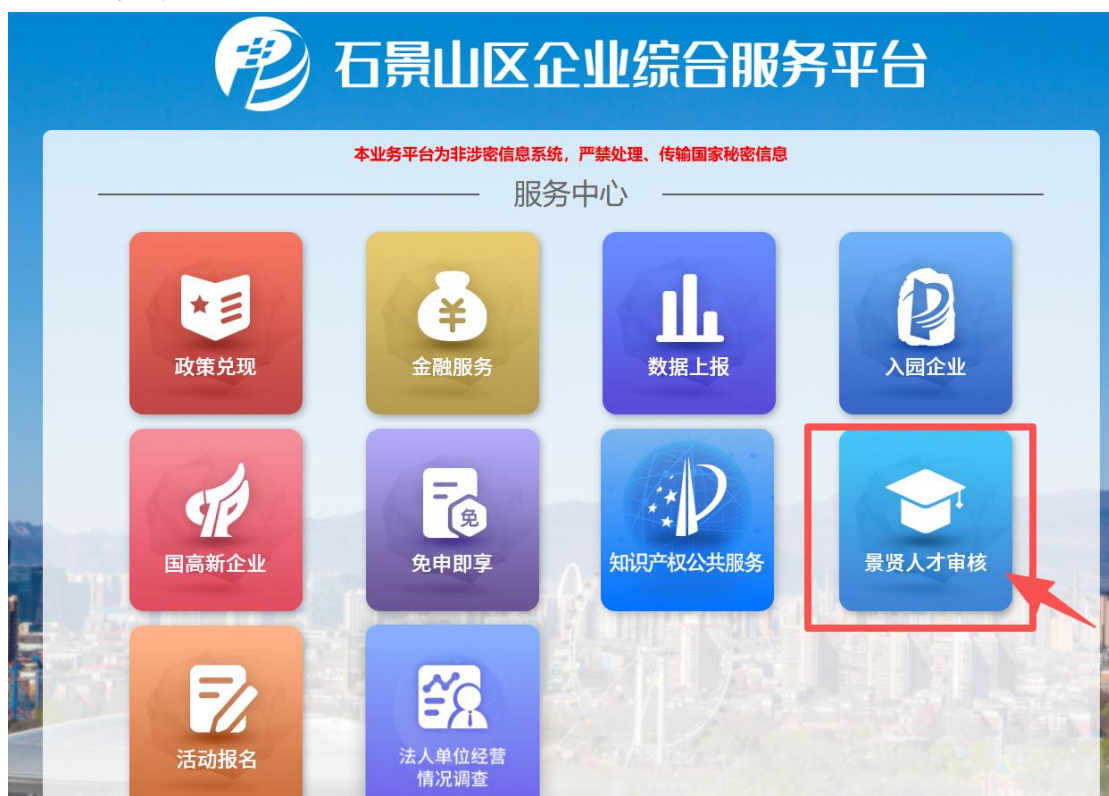 石景山区企业综合服务平台
本业务平台为非涉密信息系统，严禁处理、传输国家秘密信息
服务中心
政策兑现
¥
金融服务
数据上报
入园企业
国高新企业
免
免申即享
知识产权公共服务
景贤人才审核
活动报名
法人单位经营
情况调查